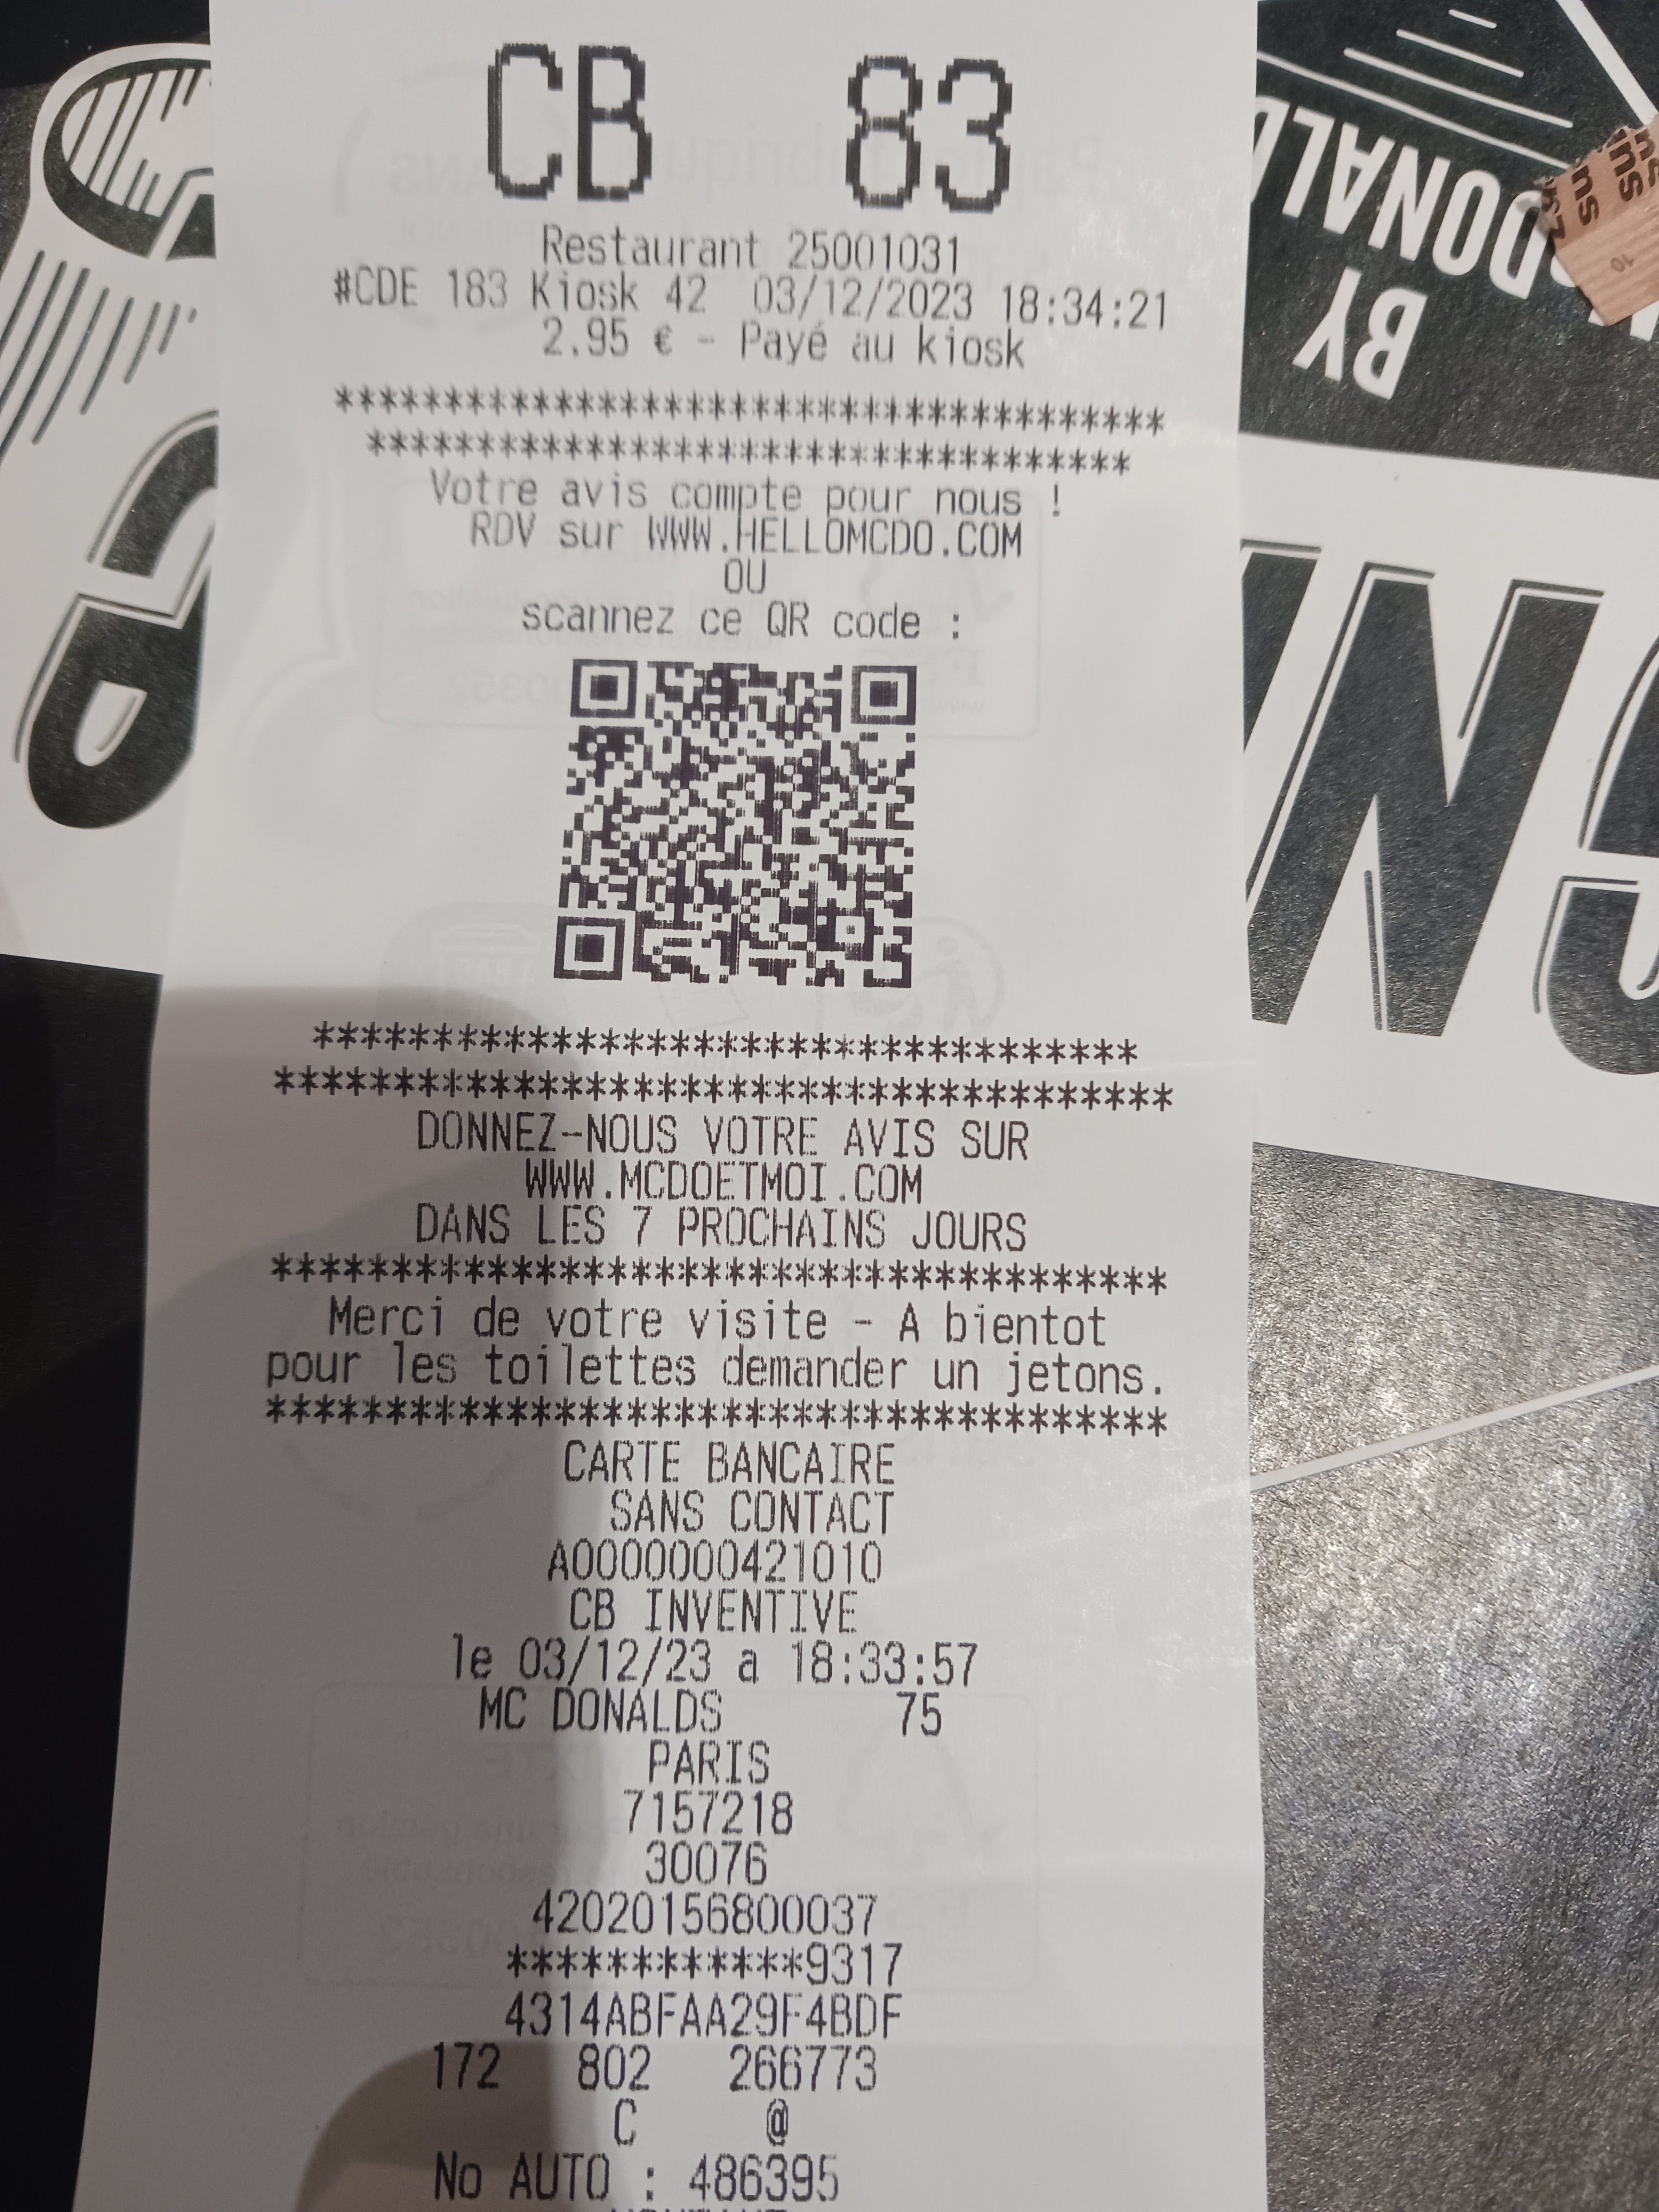 CB 83
Restaurant 25001031
#CDE 183 Kiosk 42 03/12/2023 18:34:21
2.95 € - Payé au kiosk
**************************************
***********************************
Votre avis compte pour nous !
RDV sur WWW.HELLOMCDO.COM
OU
scannez ce QR code :
***********************************
**************************************
DONNEZ-NOUS VOTRE AVIS SUR
WWW.MCDOETMOI.COM
DANS LES 7 PROCHAINS JOURS
**************************************
Merci de votre visite - A bientot
pour les toilettes demander un jetons.
**************************************
CARTE BANCAIRE
SANS CONTACT
A0000000421010
CB INVENTIVE
le 03/12/23 a 18:33:57
MC DONALDS 75
PARIS
7157218
30076
42020156800037
************9317
4314ABFAA29F4BDF
172 802 266773
C @
No AUTO : 486395
BY